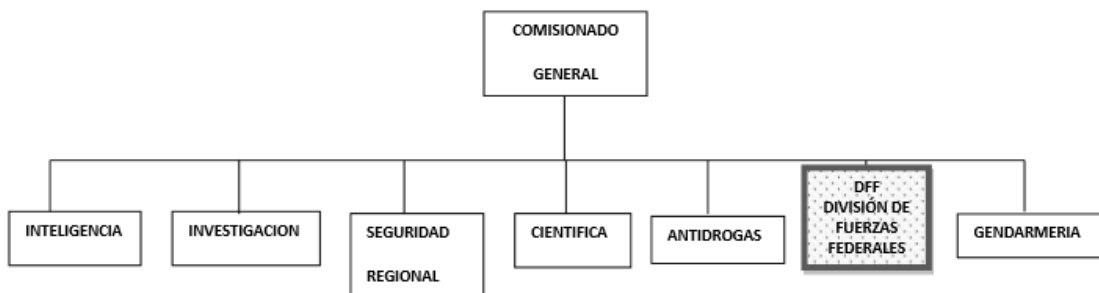 COMISIONADO
GENERAL
INTELIGENCIA
INVESTIGACION
SEGURIDAD
REGIONAL
CIENTIFICA
ANTIDROGAS
DFF
DIVISIÓN DE
FUERZAS
FEDERALES
GENDARMERIA